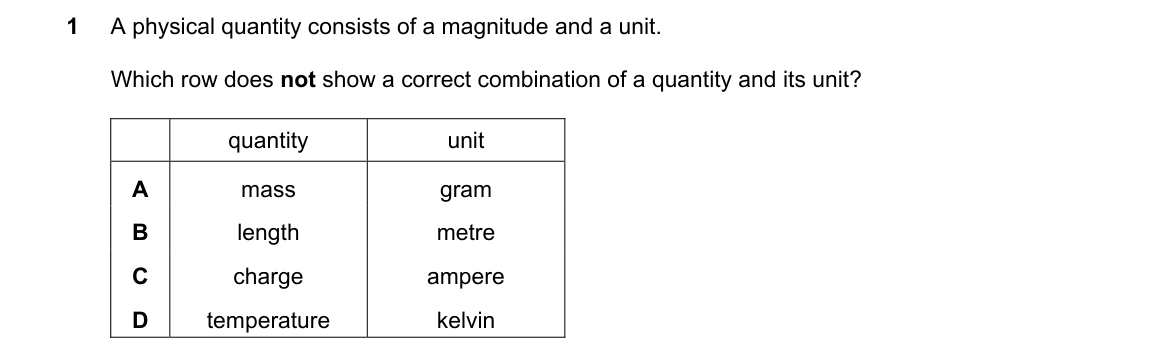 1 A physical quantity consists of a magnitude and a unit.
Which row does not show a correct combination of a quantity and its unit?
quantity unit
A mass gram
B length metre
C charge ampere
D temperature kelvin